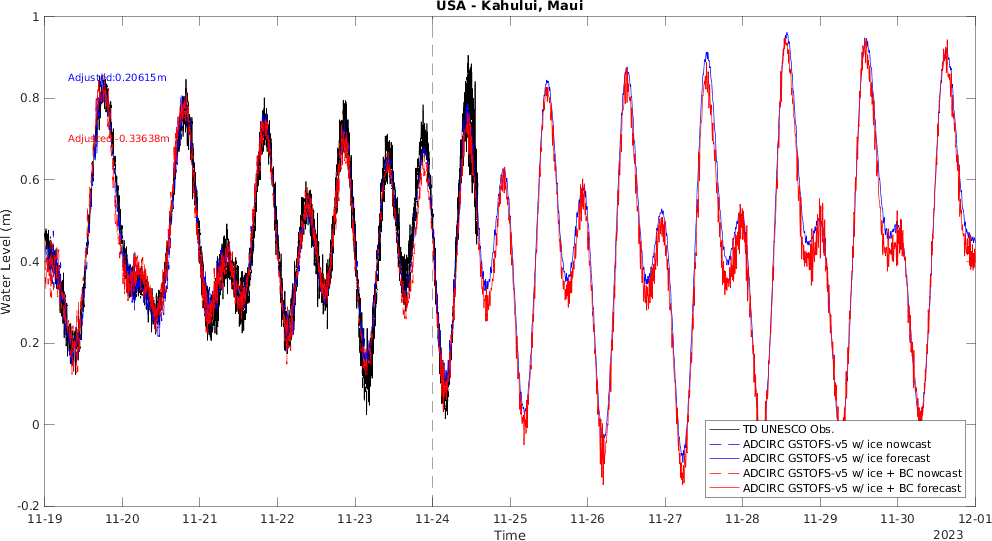 USA - Kahului, Maui
1
0.8
0.6
0.4
0.2
0
-0.2
Water Level (m)
Adjusted:0.20615m
Adjusted:-0.33638m
TD UNESCO Obs.
ADCIRC GSTOFS-v5 w/ ice nowcast
ADCIRC GSTOFS-v5 w/ ice forecast
ADCIRC GSTOFS-v5 w/ ice + BC nowcast
ADCIRC GSTOFS-v5 w/ ice + BC forecast
11-19 11-20 11-21 11-22 11-23 11-24 11-25 11-26 11-27 11-28 11-29 11-30 12-01
Time
2023